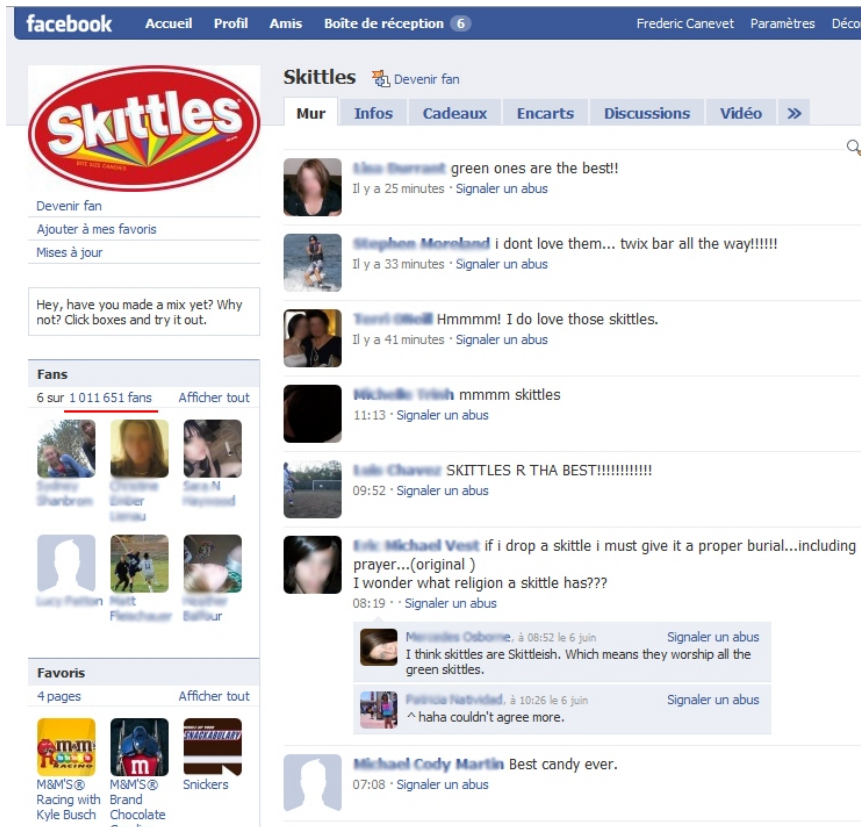 facebook Accueil Profil Amis Boîte de réception 6 Frederic Canevet Paramètres Déco
Skittles
BITE SIZE CANDIES
Devenir fan
Ajouter à mes favoris
Mises à jour
Hey, have you made a mix yet? Why
not? Click boxes and try it out.
Fans
6 sur 1 011 651 fans Afficher tout
Favoris
4 pages Afficher tout
m&m's
RACING
m
SNACKABULARY
M&M'S®
Racing with
Kyle Busch
M&M'S®
Brand
Chocolate
Snickers
Skittles Devenir fan
Mur Infos Cadeaux Encarts Discussions Vidéo »
green ones are the best!!
Il y a 25 minutes · Signaler un abus
i dont love them... twix bar all the way!!!!!!
Il y a 33 minutes · Signaler un abus
Hmmmm! I do love those skittles.
Il y a 41 minutes · Signaler un abus
mmmm skittles
11:13 · Signaler un abus
SKITTLES R THA BEST!!!!!!!!!!!!
09:52 · Signaler un abus
if i drop a skittle i must give it a proper burial...including
prayer...(original )
I wonder what religion a skittle has???
08:19 · · Signaler un abus
à 08:52 le 6 juin Signaler un abus
I think skittles are Skittleish. Which means they worship all the
green skittles.
à 10:26 le 6 juin Signaler un abus
^ haha couldn't agree more.
Best candy ever.
07:08 · Signaler un abus